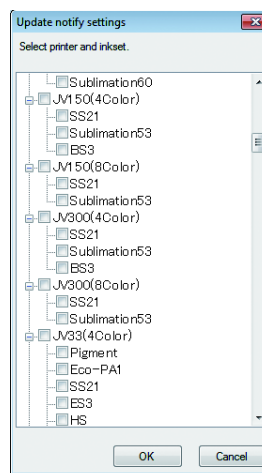 Update notify settings
Select printer and inkset.
Sublimation60
JV150(4Color)
SS21
Sublimation53
BS3
JV150(8Color)
SS21
Sublimation53
JV300(4Color)
SS21
Sublimation53
BS3
JV300(8Color)
SS21
Sublimation53
JV33(4Color)
Pigment
Eco-PA1
SS21
ES3
HS
OK
Cancel